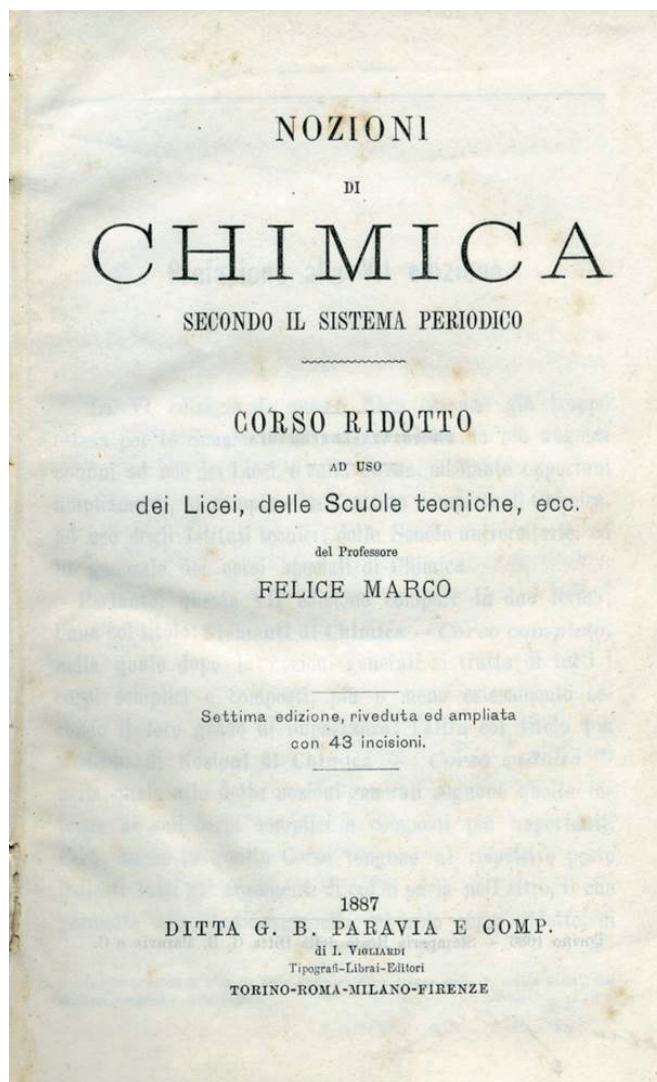 NOZIONI
DI
CHIMICA
SECONDO IL SISTEMA PERIODICO
CORSO RIDOTTO
AD USO
dei Licei, delle Scuole tecniche, ecc.
del Professore
FELICE MARCO
Settima edizione, riveduta ed ampliata
con 43 incisioni.
1887
DITTA G. B. PARAVIA E COMP.
di I. VIGLIARDI
Tipografi-Librai-Editori
TORINO-ROMA-MILANO-FIRENZE